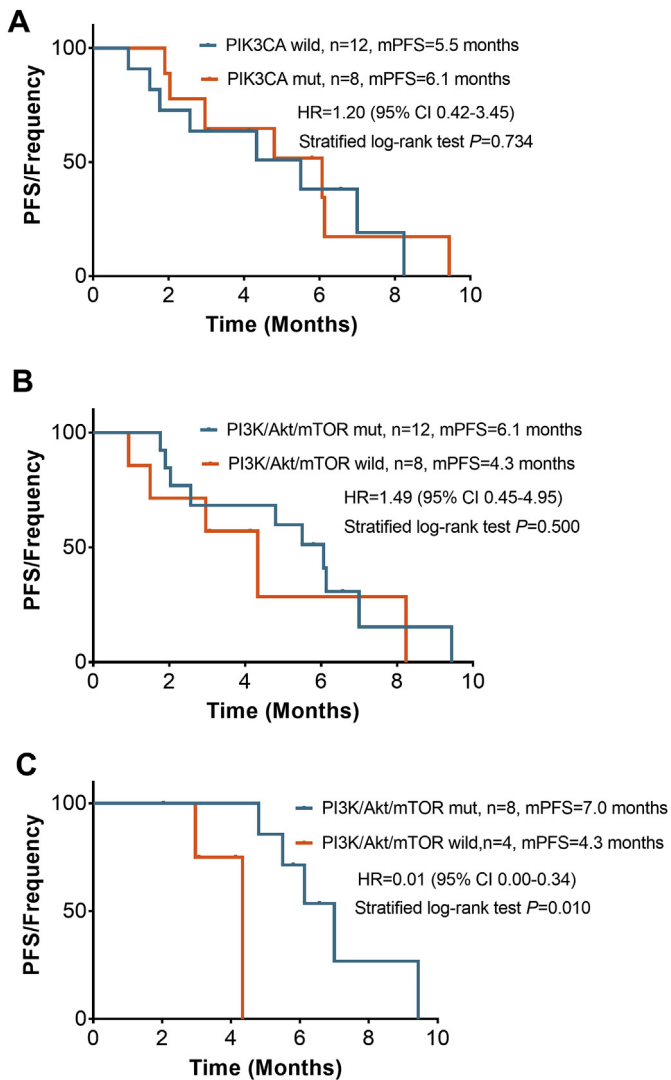 A
PIK3CA wild, n=12, mPFS=5.5 months
PIK3CA mut, n=8, mPFS=6.1 months
HR=1.20 (95% CI 0.42-3.45)
Stratified log-rank test P=0.734
PFS/Frequency
100
50
0
0 2 4 6 8 10
Time (Months)
B
PI3K/Akt/mTOR mut, n=12, mPFS=6.1 months
PI3K/Akt/mTOR wild, n=8, mPFS=4.3 months
HR=1.49 (95% CI 0.45-4.95)
Stratified log-rank test P=0.500
PFS/Frequency
100
50
0
0 2 4 6 8 10
Time (Months)
C
PI3K/Akt/mTOR mut, n=8, mPFS=7.0 months
PI3K/Akt/mTOR wild,n=4, mPFS=4.3 months
HR=0.01 (95% CI 0.00-0.34)
Stratified log-rank test P=0.010
PFS/Frequency
100
50
0
0 2 4 6 8 10
Time (Months)